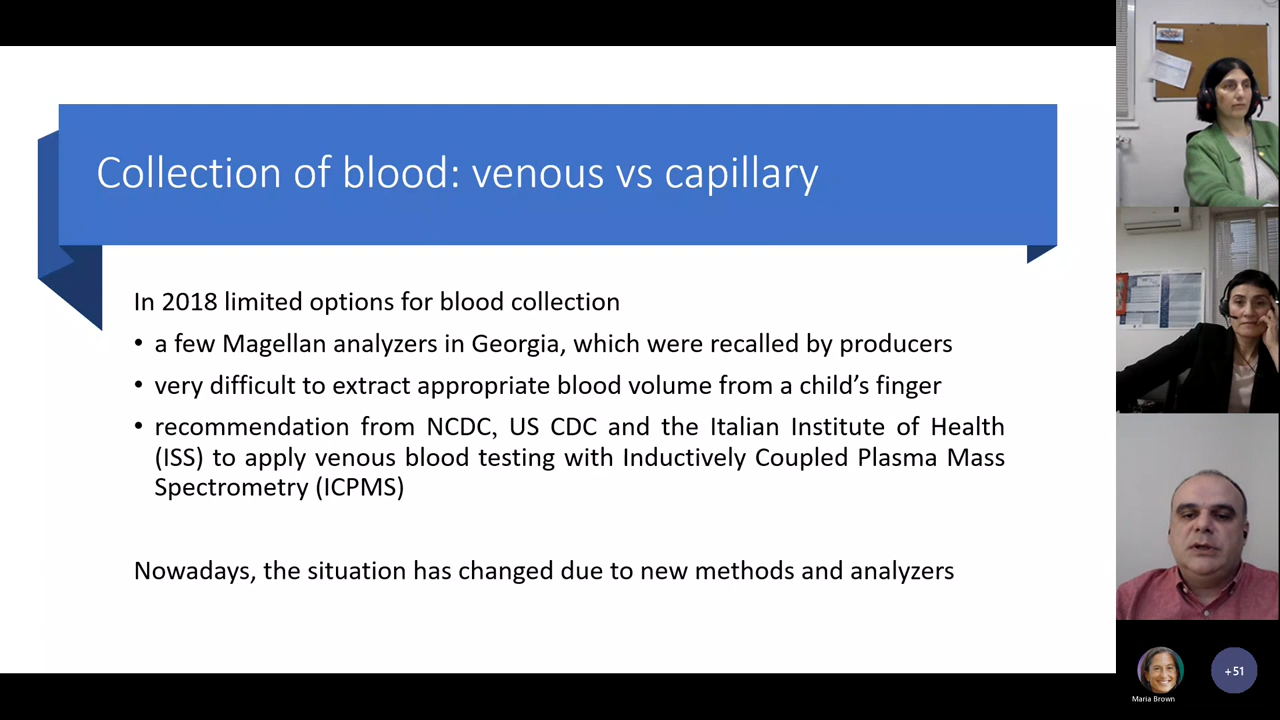 Collection of blood: venous vs capillary
In 2018 limited options for blood collection
• a few Magellan analyzers in Georgia, which were recalled by producers
• very difficult to extract appropriate blood volume from a child’s finger
• recommendation from NCDC, US CDC and the Italian Institute of Health
(ISS) to apply venous blood testing with Inductively Coupled Plasma Mass
Spectrometry (ICPMS)
Nowadays, the situation has changed due to new methods and analyzers
Maria Brown
+51